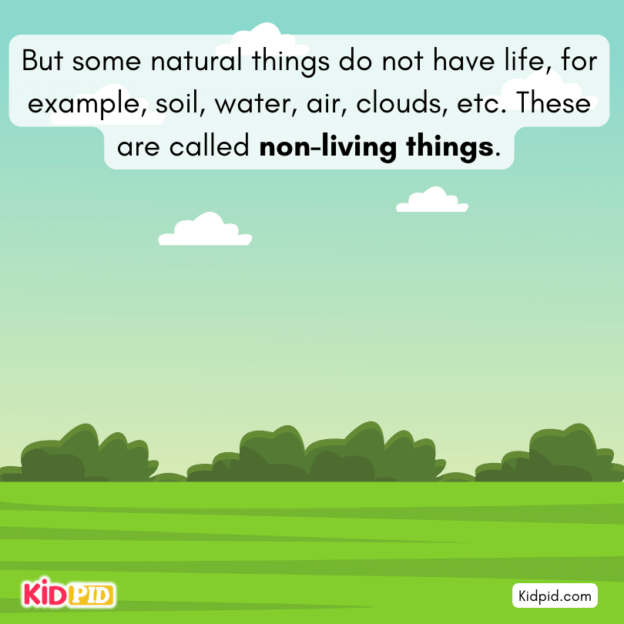 But some natural things do not have life, for
example, soil, water, air, clouds, etc. These
are called non-living things.
KiDPiD
Kidpid.com